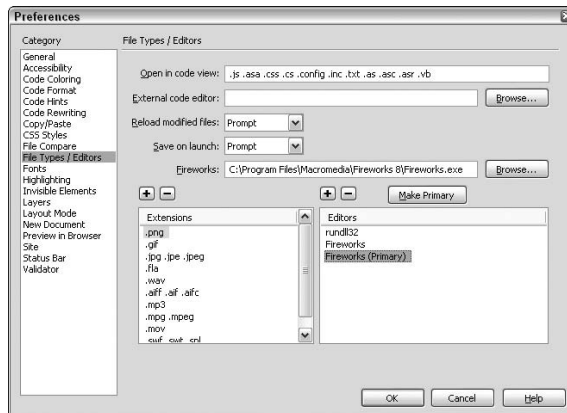 Preferences
Category
General
Accessibility
Code Coloring
Code Format
Code Hints
Code Rewriting
Copy/Paste
CSS Styles
File Compare
File Types / Editors
Fonts
Highlighting
Invisible Elements
Layers
Layout Mode
New Document
Preview in Browser
Site
Status Bar
Validator
File Types / Editors
Open in code view: .js .asa .css .cs .config .inc .txt .as .asc .asr .vb
External code editor: Browse...
Reload modified files: Prompt
Save on launch: Prompt
Fireworks: C:\Program Files\Macromedia\Fireworks 8\Fireworks.exe Browse...
Make Primary
Extensions
.png
.gif
.jpg .jpe .jpeg
.fla
.wav
.aiff .aif .aifc
.mp3
.mpg .mpeg
.mov
.swf .swt .spl
Editors
rundll32
Fireworks
Fireworks (Primary)
OK Cancel Help